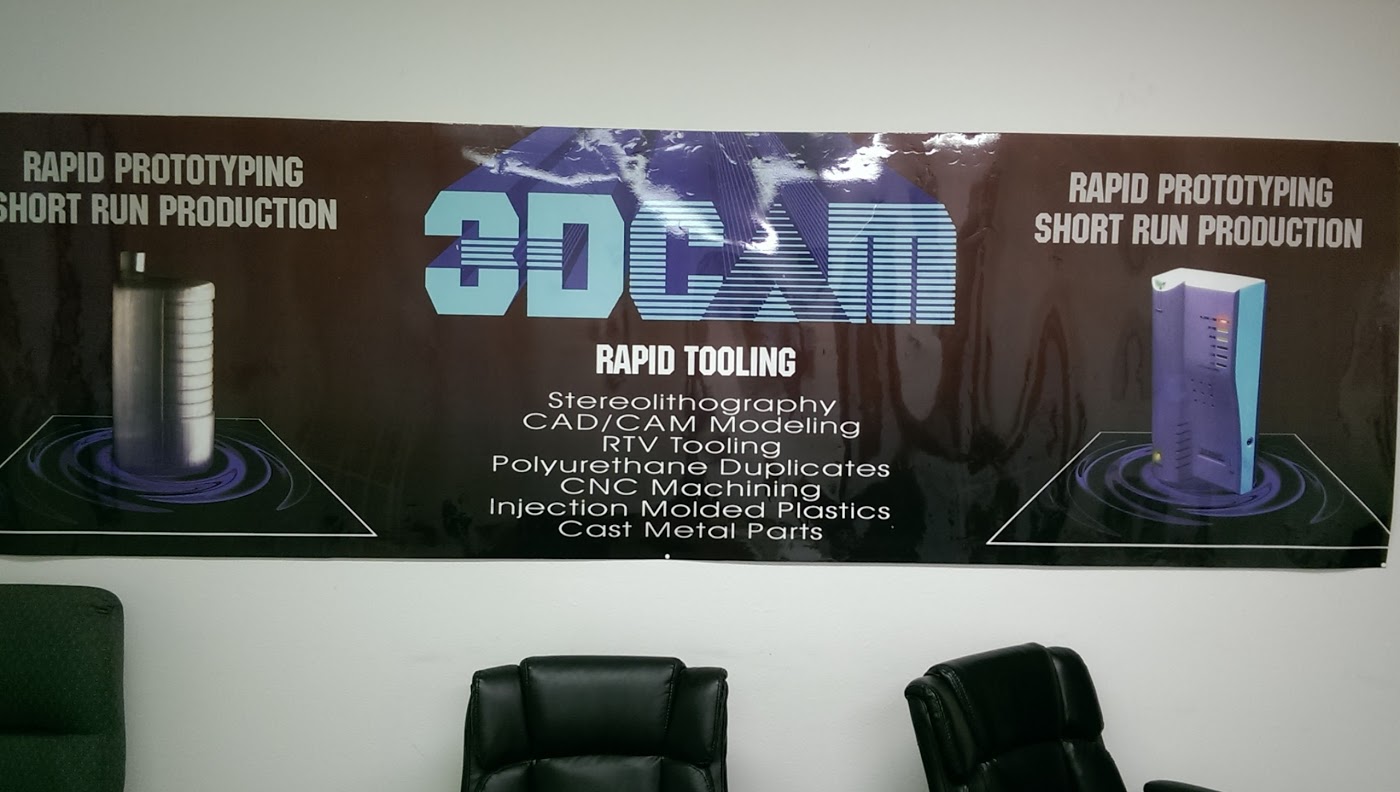 RAPID PROTOTYPING
SHORT RUN PRODUCTION
3DCAM
RAPID TOOLING
Stereolithography
CAD/CAM Modeling
RTV Tooling
Polyurethane Duplicates
CNC Machining
Injection Molded Plastics
Cast Metal Parts
RAPID PROTOTYPING
SHORT RUN PRODUCTION